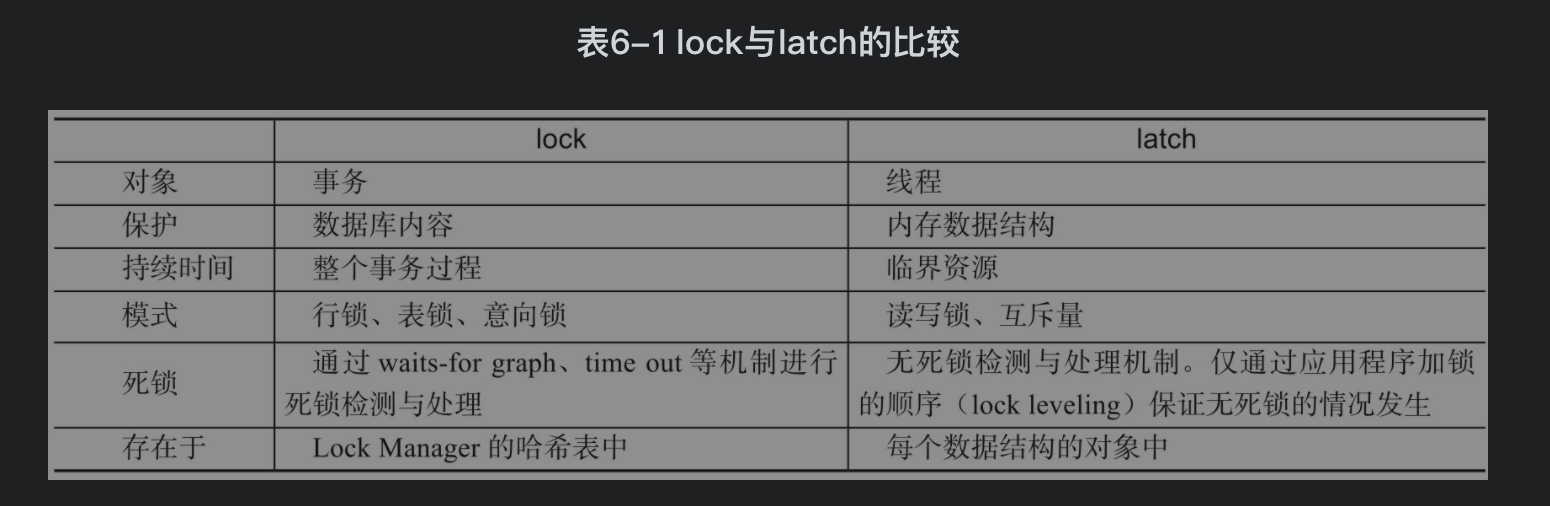 表6-1 lock与latch的比较
lock latch
对象 事务 线程
保护 数据库内容 内存数据结构
持续时间 整个事务过程 临界资源
模式 行锁、表锁、意向锁 读写锁、互斥量
死锁 通过 waits-for graph、time out 等机制进行
死锁检测与处理 无死锁检测与处理机制。仅通过应用程序加锁
的顺序（lock leveling）保证无死锁的情况发生
存在于 Lock Manager 的哈希表中 每个数据结构的对象中